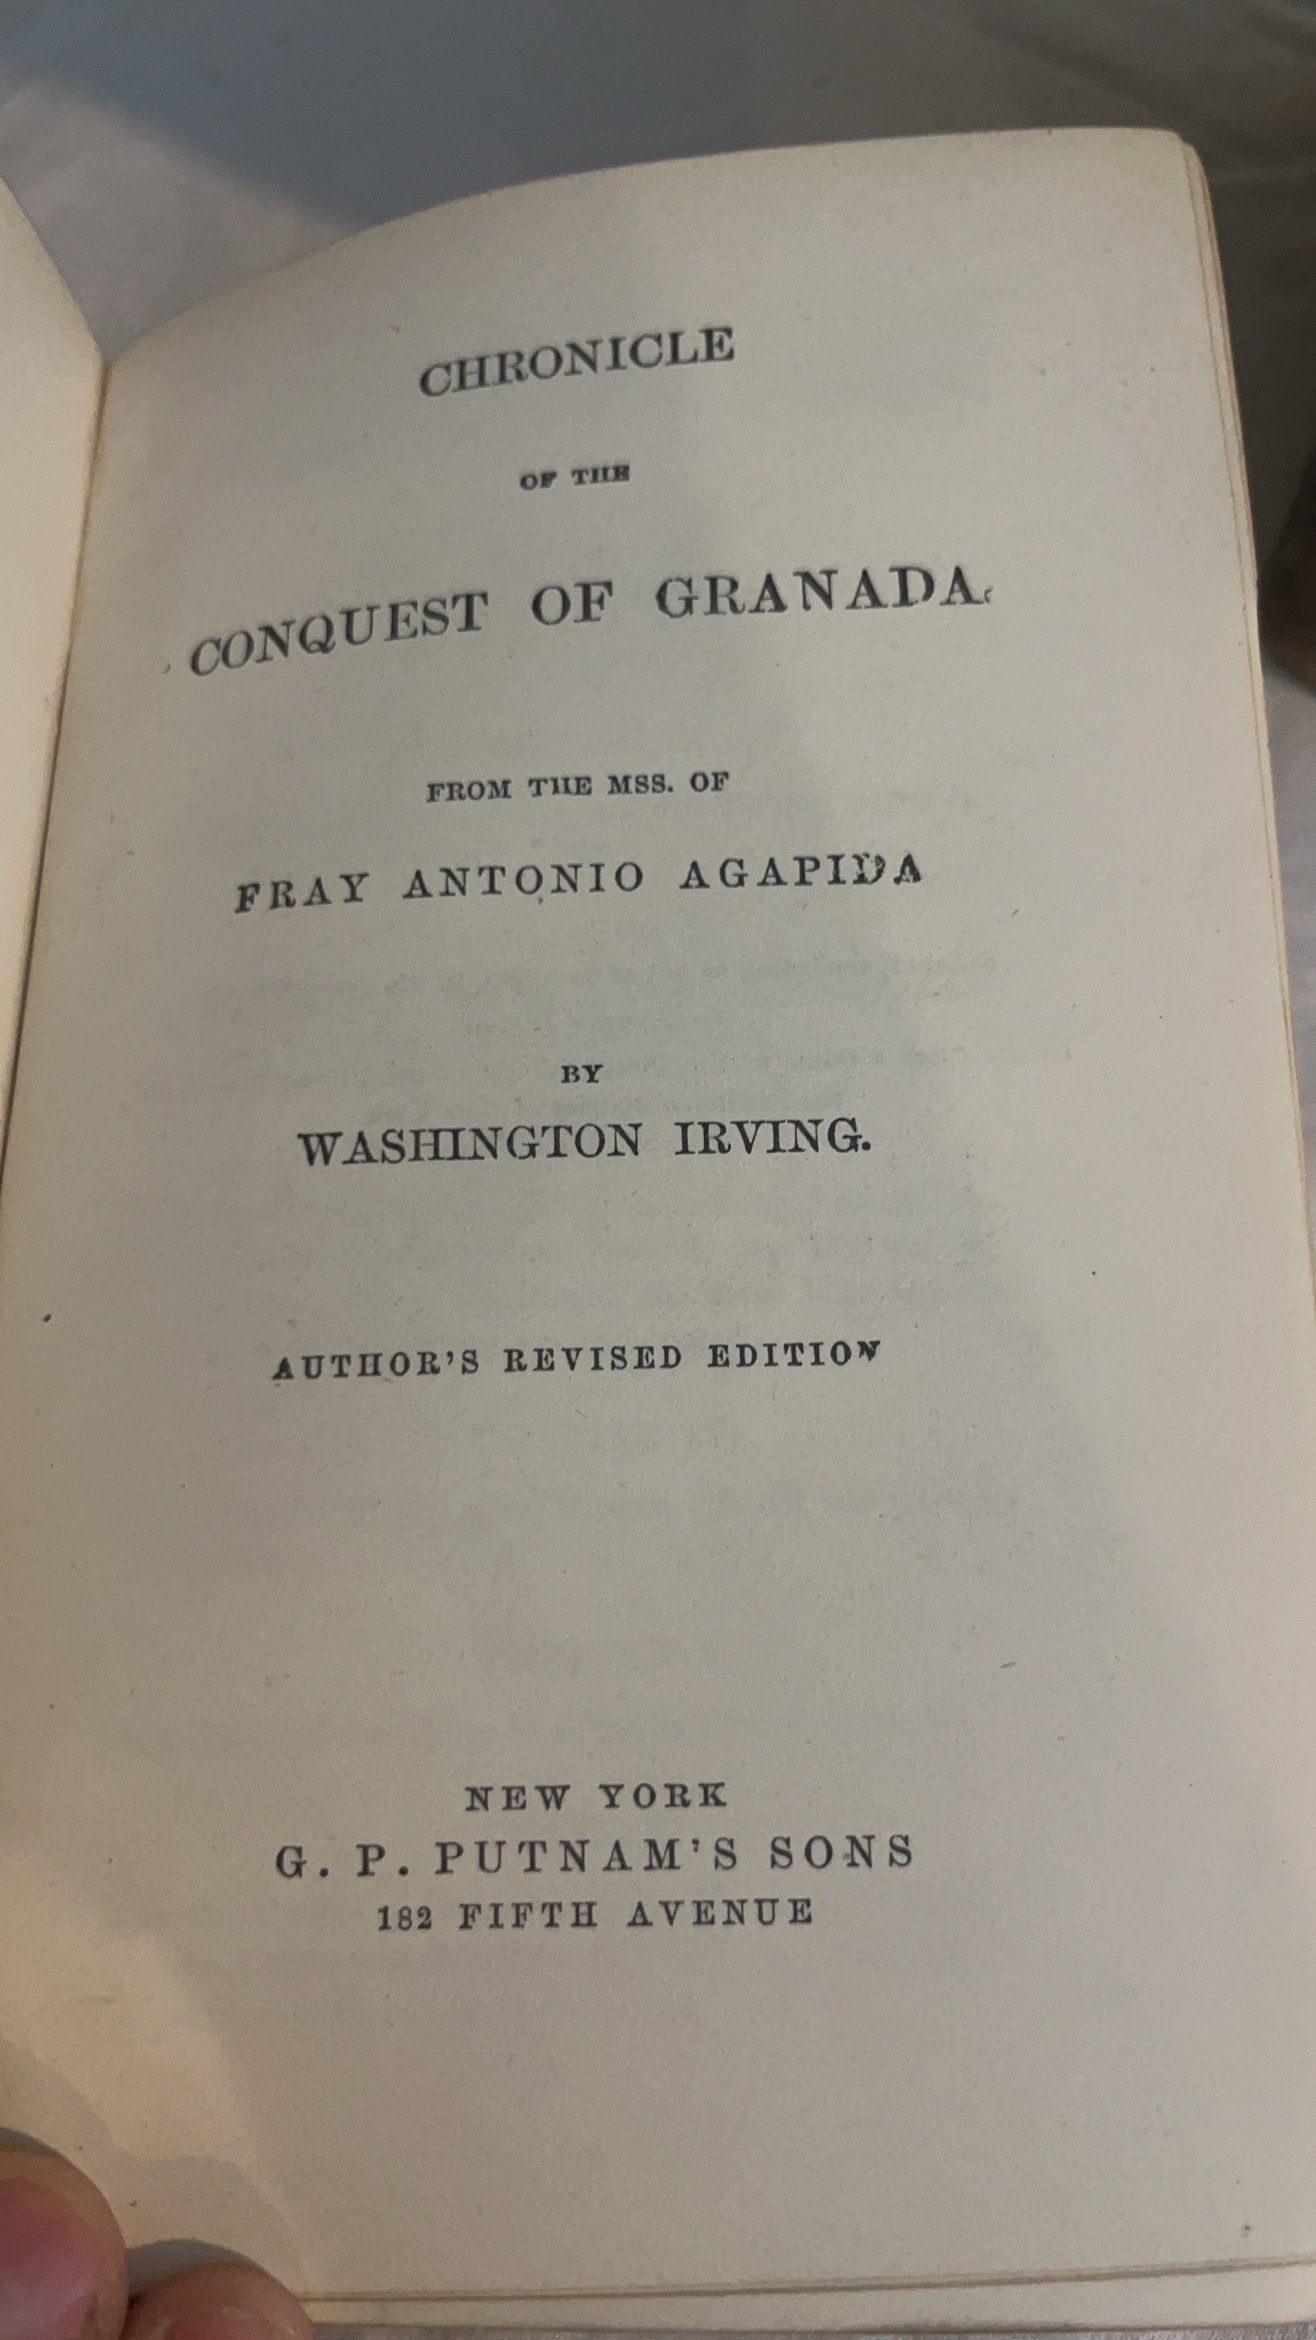 CHRONICLE
OF THE
CONQUEST OF GRANADA.
FROM THE MSS. OF
FRAY ANTONIO AGAPIDA
BY
WASHINGTON IRVING.
AUTHOR'S REVISED EDITION
NEW YORK
G. P. PUTNAM'S SONS
182 FIFTH AVENUE